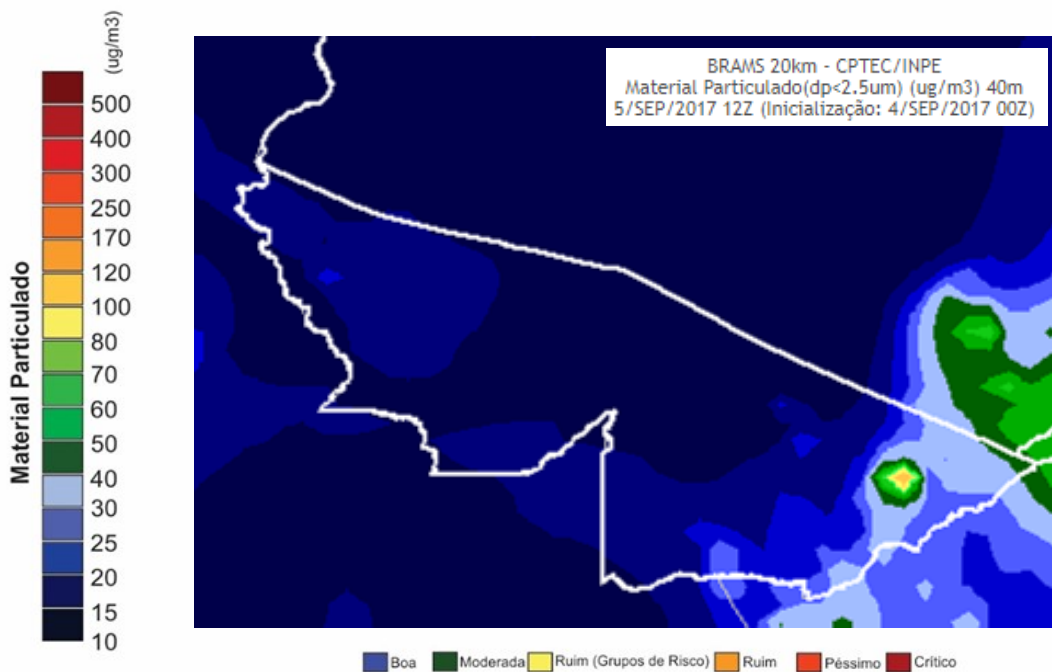 BRAMS 20km - CPTEC/INPE
Material Particulado(dp<2.5um) (ug/m3) 40m
5/SEP/2017 12Z (Inicialização: 4/SEP/2017 00Z)
(ug/m3)
Material Particulado
500
400
300
250
170
120
100
80
70
60
50
40
30
25
20
15
10
Boa Moderada Ruim (Grupos de Risco) Ruim Péssimo Crítico